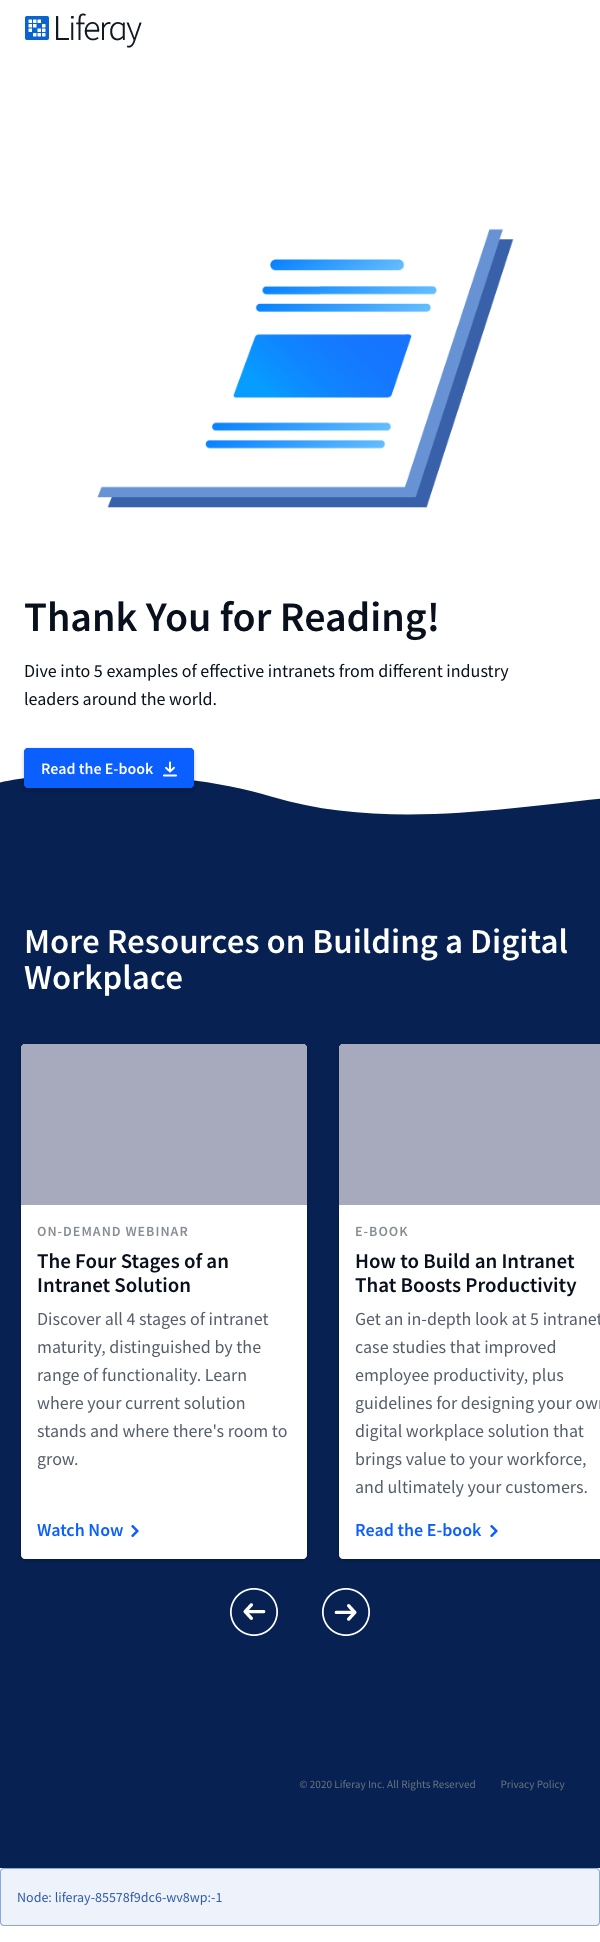 Liferay
Thank You for Reading!
Dive into 5 examples of effective intranets from different industry
leaders around the world.
Read the E-book
More Resources on Building a Digital
Workplace
ON-DEMAND WEBINAR
The Four Stages of an
Intranet Solution
Discover all 4 stages of intranet
maturity, distinguished by the
range of functionality. Learn
where your current solution
stands and where there's room to
grow.
Watch Now
E-BOOK
How to Build an Intranet
That Boosts Productivity
Get an in-depth look at 5 intranet
case studies that improved
employee productivity, plus
guidelines for designing your own
digital workplace solution that
brings value to your workforce,
and ultimately your customers.
Read the E-book
© 2020 Liferay Inc. All Rights Reserved Privacy Policy
Node: liferay-85578f9dc6-wv8wp:-1